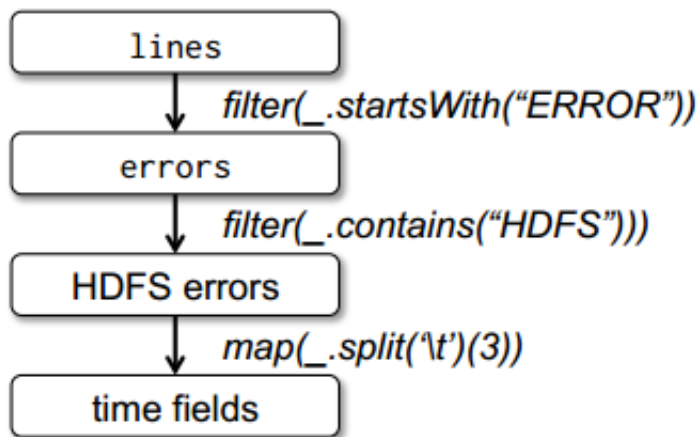 lines
filter(_.startsWith(“ERROR”))
errors
filter(_.contains(“HDFS”)))
HDFS errors
map(_.split(‘\t’)(3))
time fields